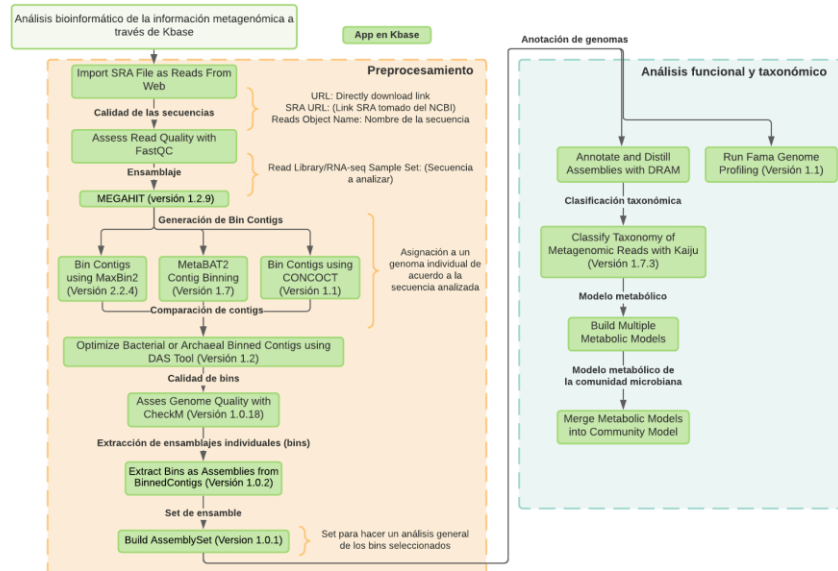 Análisis bioinformático de la información metagenómica a
través de Kbase
App en Kbase
Preprocesamiento
Import SRA File as Reads From
Web
URL: Directly download link
SRA URL: (Link SRA tomado del NCBI)
Reads Object Name: Nombre de la secuencia
Calidad de las secuencias
Assess Read Quality with
FastQC
Ensamblaje
Read Library/RNA-seq Sample Set: (Secuencia
a analizar)
MEGAHIT (versión 1.2.9)
Generación de Bin Contigs
Bin Contigs
using MaxBin2
(Versión 2.2.4)
MetaBAT2
Contig Binning
(Versión 1.7)
Bin Contigs using
CONCOCT
(Versión 1.1)
Asignación a un
genoma individual de
acuerdo a la
secuencia analizada
Comparación de contigs
Optimize Bacterial or Archaeal Binned Contigs using
DAS Tool (Versión 1.2)
Calidad de bins
Asses Genome Quality with
CheckM (Versión 1.0.18)
Extracción de ensamblajes individuales (bins)
Extract Bins as Assemblies from
BinnedContigs (Versión 1.0.2)
Set de ensamble
Build AssemblySet (Version 1.0.1)
Set para hacer un análisis general
de los bins seleccionados
Anotación de genomas
Análisis funcional y taxonómico
Annotate and Distill
Assemblies with DRAM
Run Fama Genome
Profiling (Versión 1.1)
Clasificación taxonómica
Classify Taxonomy of
Metagenomic Reads with Kaiju
(Versión 1.7.3)
Modelo metabólico
Build Multiple
Metabolic Models
Modelo metabólico de
la comunidad microbiana
Merge Metabolic Models
into Community Model